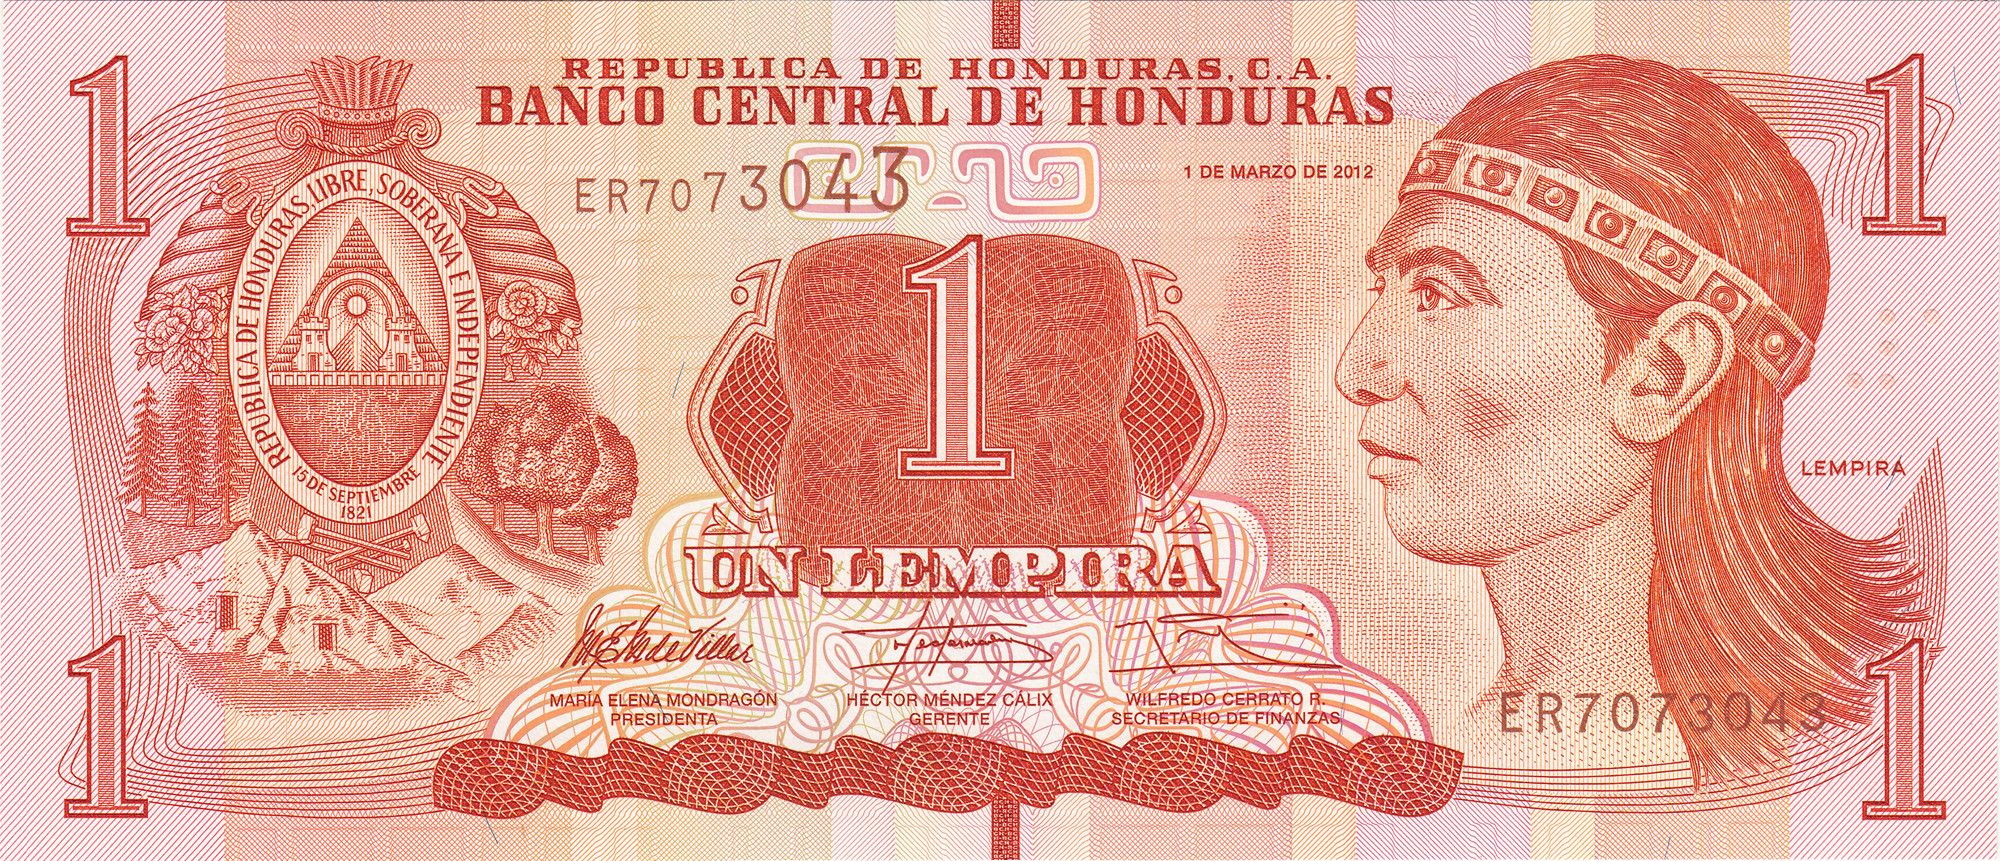 1
1
REPUBLICA DE HONDURAS, C.A.
BANCO CENTRAL DE HONDURAS
ER7073043
1 DE MARZO DE 2012
REPUBLICA DE HONDURAS, LIBRE, SOBERANA E INDEPENDIENTE
15 DE SEPTIEMBRE
1821
1
LEMPIRA
UN LEMPIRA
MARÍA ELENA MONDRAGÓN
PRESIDENTA
HÉCTOR MÉNDEZ CÁLIX
GERENTE
WILFREDO CERRATO R.
SECRETARIO DE FINANZAS
ER7073043
1
1